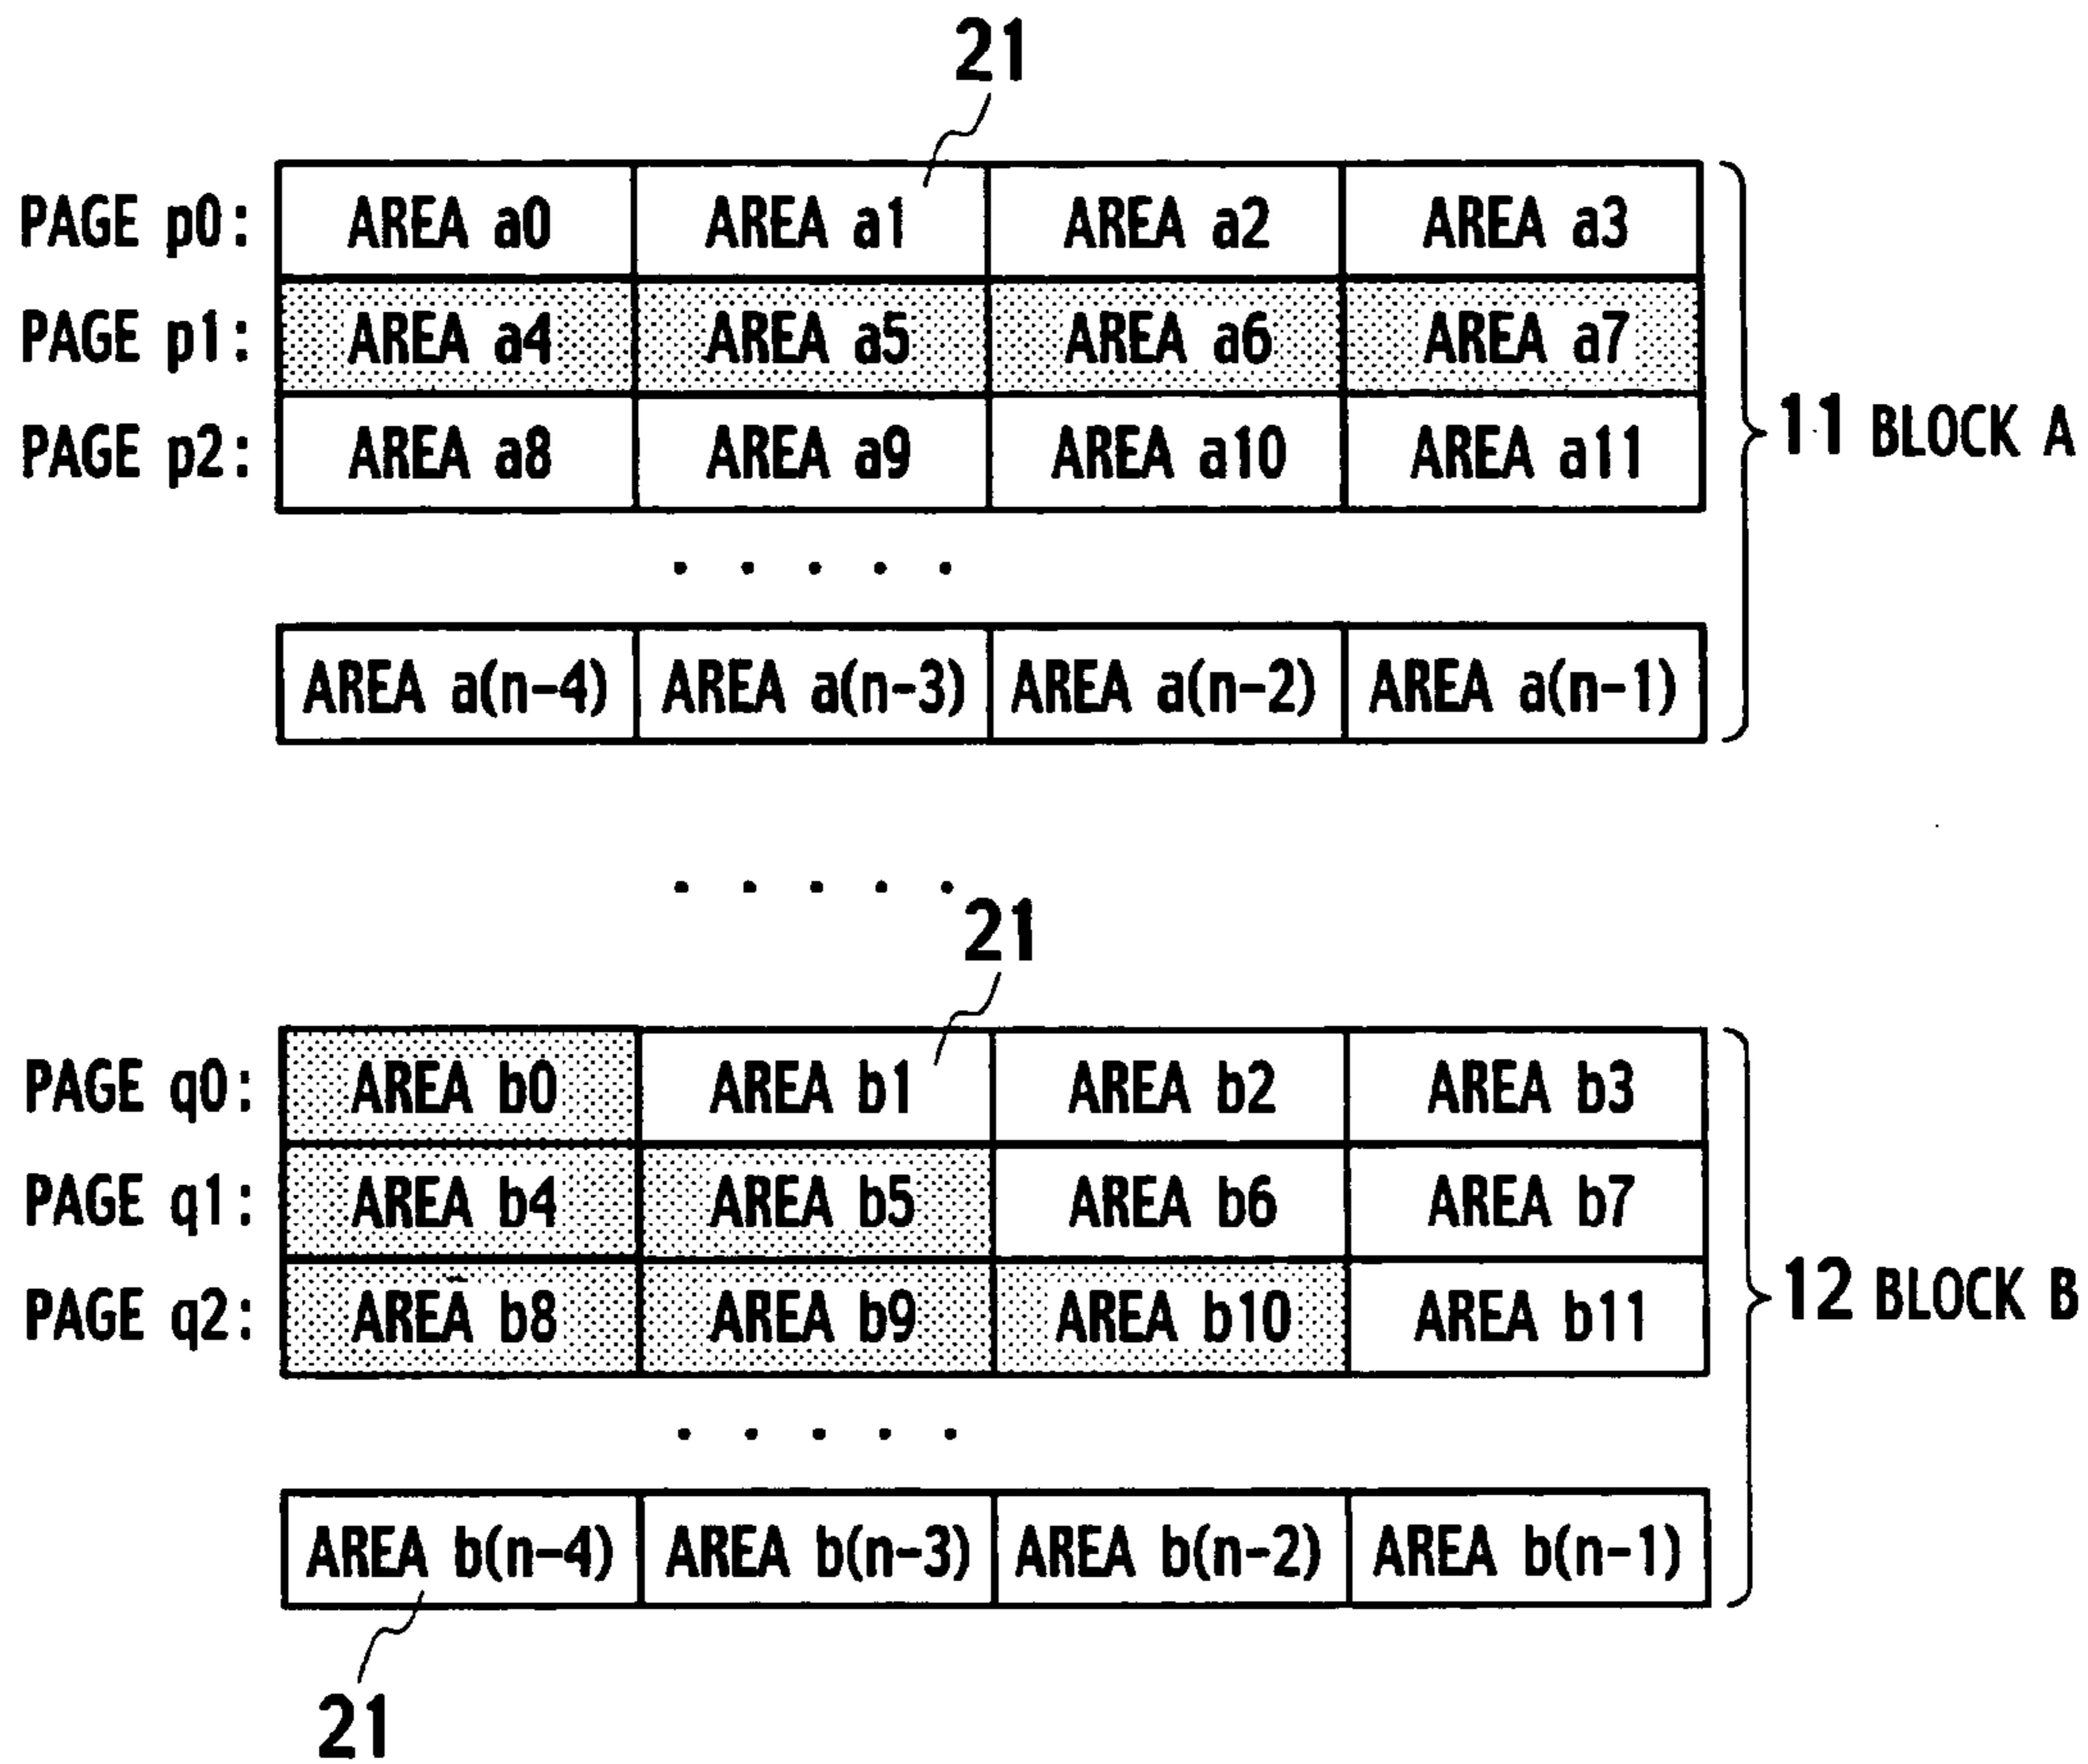 21
PAGE p0: AREA a0 AREA a1 AREA a2 AREA a3
PAGE p1: AREA a4 AREA a5 AREA a6 AREA a7
11 BLOCK A
PAGE p2: AREA a8 AREA a9 AREA a10 AREA a11
. . . . .
AREA a(n-4) AREA a(n-3) AREA a(n-2) AREA a(n-1)
. . . . .
21
PAGE q0: AREA b0 AREA b1 AREA b2 AREA b3
PAGE q1: AREA b4 AREA b5 AREA b6 AREA b7
12 BLOCK B
PAGE q2: AREA b8 AREA b9 AREA b10 AREA b11
. . . . .
AREA b(n-4) AREA b(n-3) AREA b(n-2) AREA b(n-1)
21